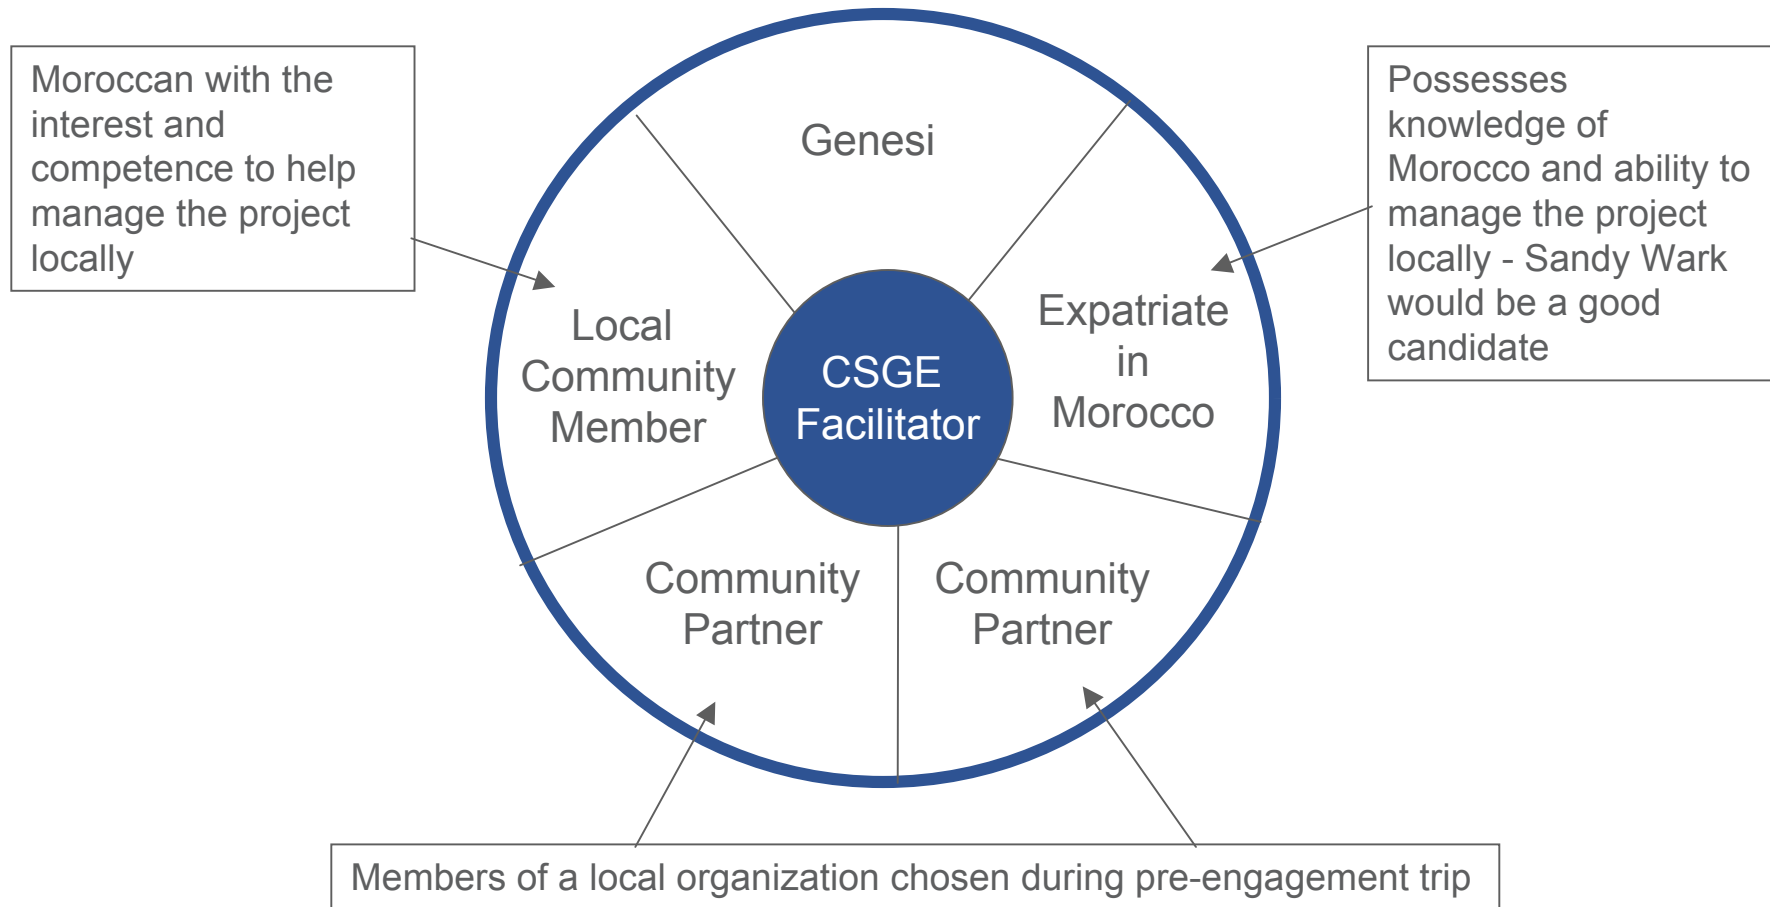 Moroccan with the
interest and
competence to help
manage the project
locally
Genesi
Possesses
knowledge of
Morocco and ability to
manage the project
locally - Sandy Wark
would be a good
candidate
Local
Community
Member
CSGE
Facilitator
Expatriate
in
Morocco
Community
Partner
Community
Partner
Members of a local organization chosen during pre-engagement trip